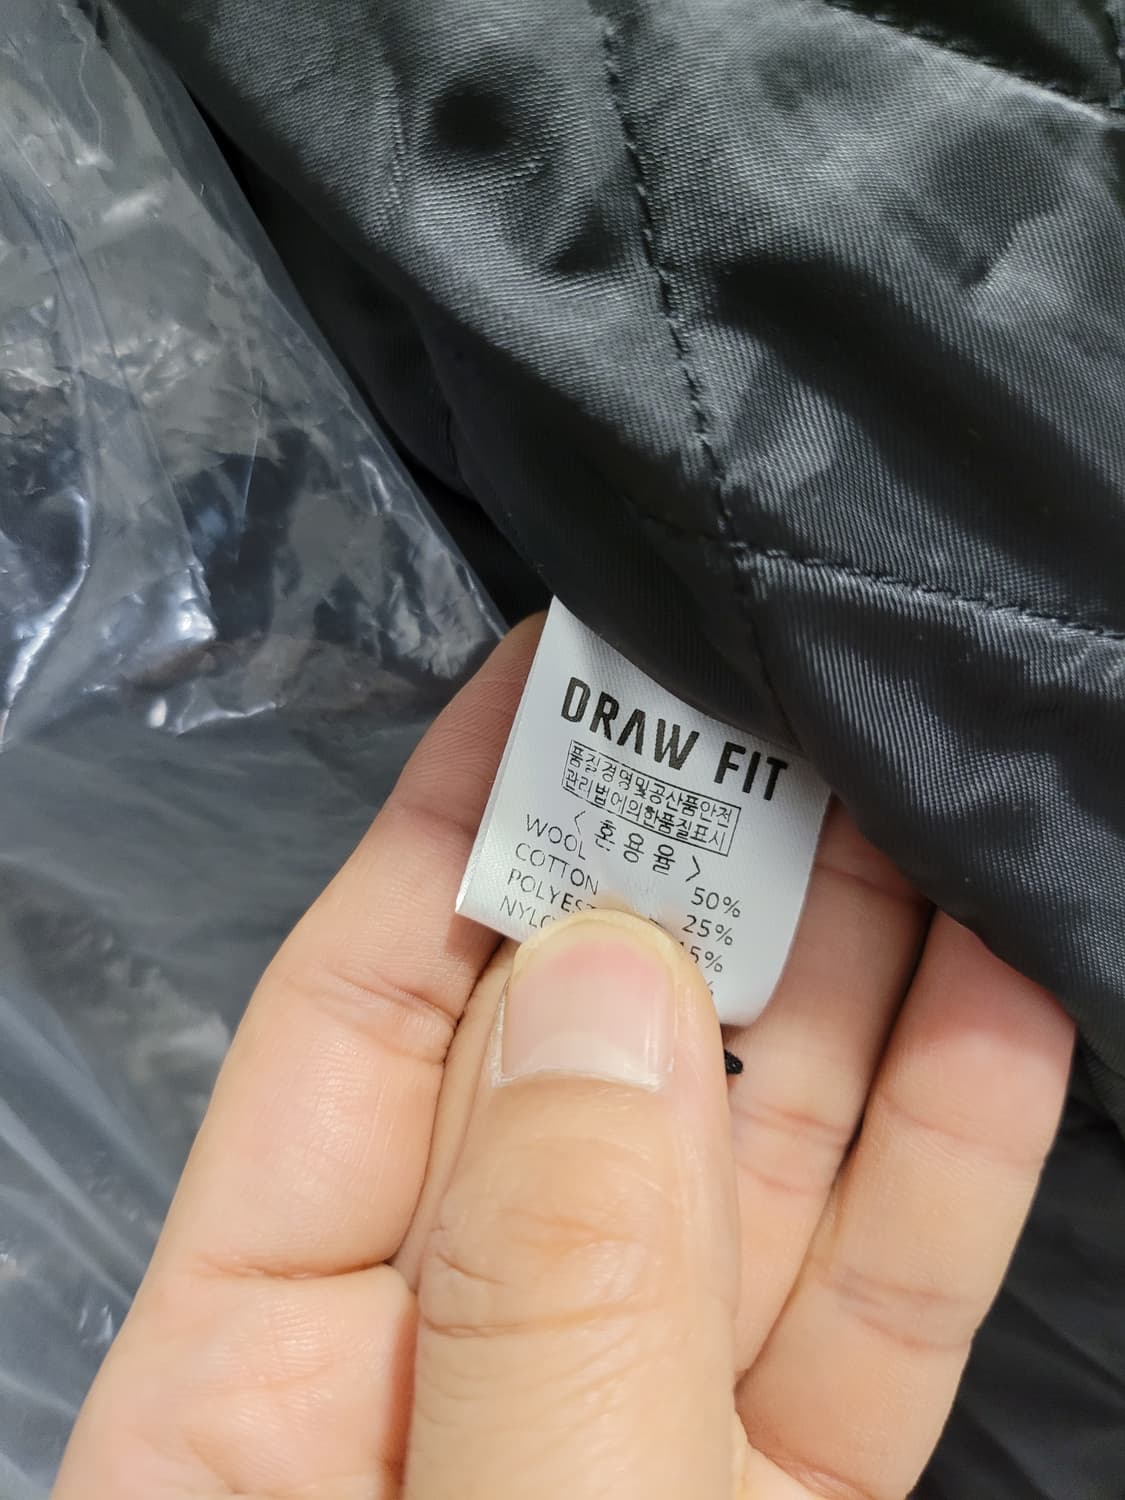 DRAW FIT
품질경영및공산품안전
관리법에의한품질표시
< 혼용율 >
WOOL 50%
COTTON 25%
15%